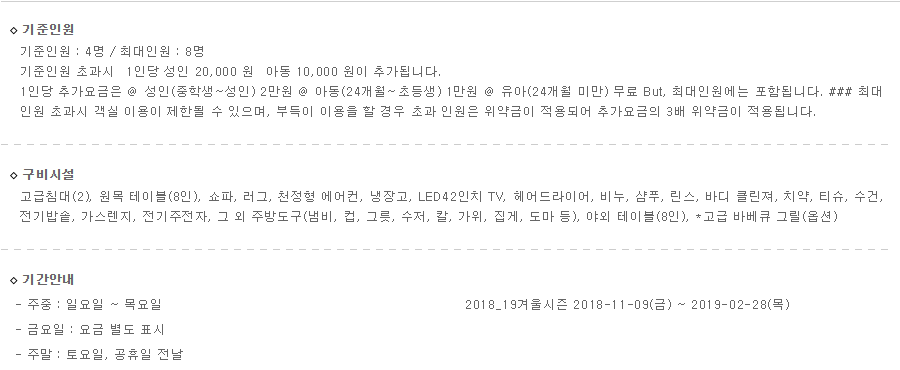 ◇ 기준인원
기준인원 : 4명 / 최대인원 : 8명
기준인원 초과시 1인당 성인 20,000 원 아동 10,000 원이 추가됩니다.
1인당 추가요금은 @ 성인(중학생~성인) 2만원 @ 아동(24개월~초등생) 1만원 @ 유아(24개월 미만) 무료 But, 최대인원에는 포함됩니다. ### 최대
인원 초과시 객실 이용이 제한될 수 있으며, 부득이 이용을 할 경우 초과 인원은 위약금이 적용되어 추가요금의 3배 위약금이 적용됩니다.
◇ 구비시설
고급침대(2), 원목 테이블(8인), 쇼파, 러그, 천정형 에어컨, 냉장고, LED42인치 TV, 헤어드라이어, 비누, 샴푸, 린스, 바디 클린져, 치약, 티슈, 수건,
전기밥솥, 가스렌지, 전기주전자, 그 외 주방도구(냄비, 컵, 그릇, 수저, 칼, 가위, 집게, 도마 등), 야외 테이블(8인), *고급 바베큐 그릴(옵션)
◇ 기간안내
- 주중 : 일요일 ~ 목요일 2018_19겨울시즌 2018-11-09(금) ~ 2019-02-28(목)
- 금요일 : 요금 별도 표시
- 주말 : 토요일, 공휴일 전날